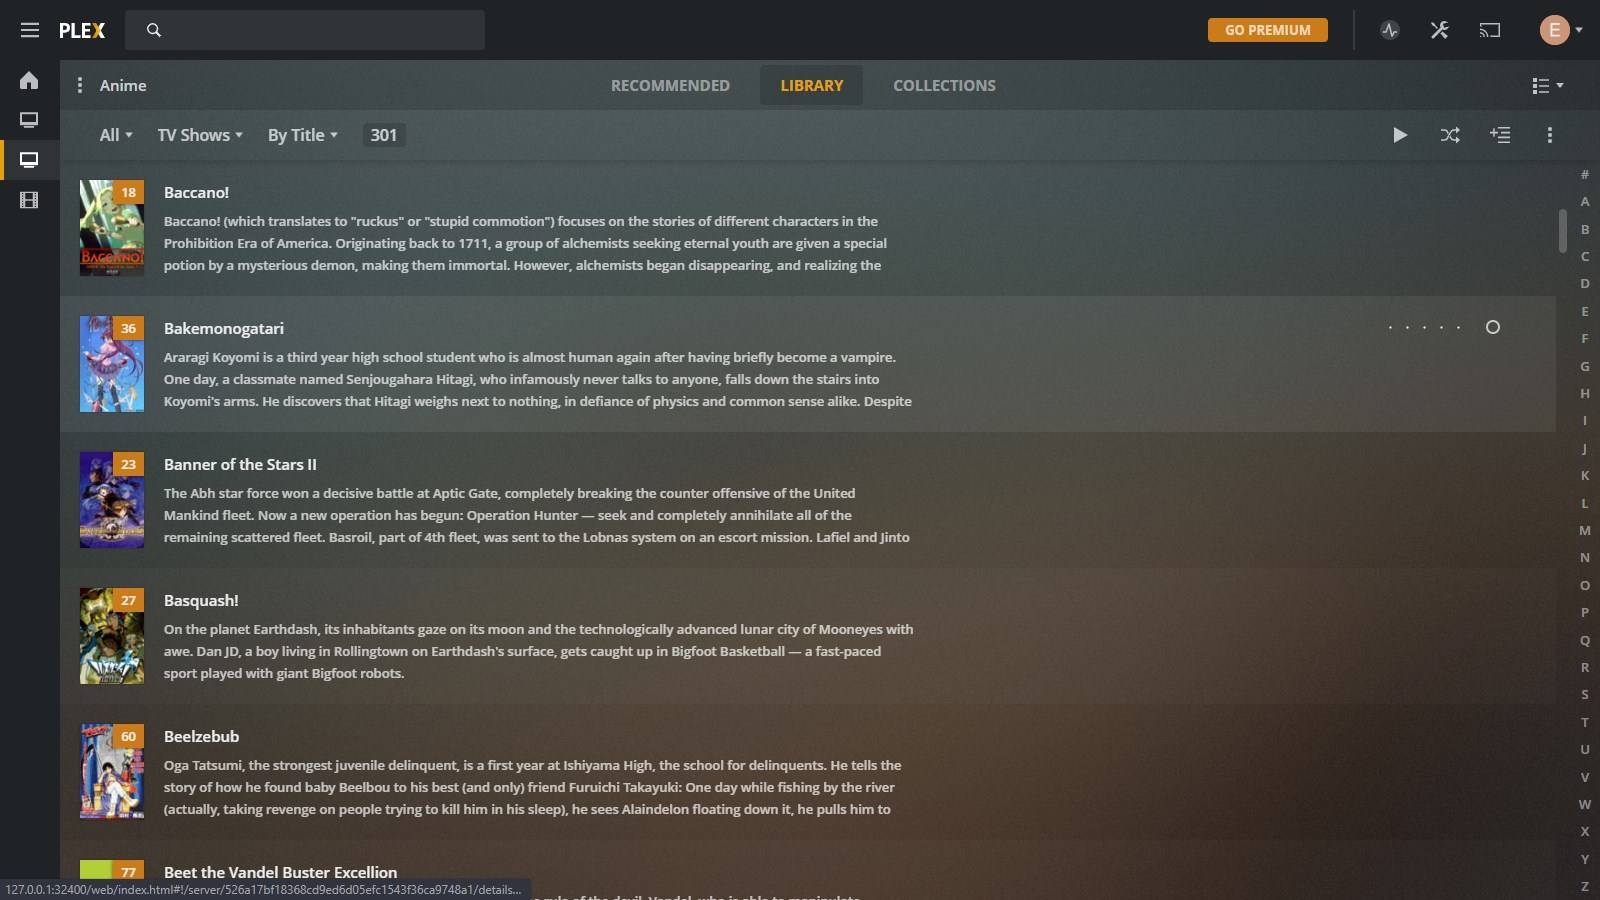 PLEX
GO PREMIUM
E
Anime
RECOMMENDED
LIBRARY
COLLECTIONS
All
TV Shows
By Title
301
18
BACCANO!
Baccano!
Baccano! (which translates to "ruckus" or "stupid commotion") focuses on the stories of different characters in the
Prohibition Era of America. Originating back to 1711, a group of alchemists seeking eternal youth are given a special
potion by a mysterious demon, making them immortal. However, alchemists began disappearing, and realizing the
36
Bakemonogatari
Araragi Koyomi is a third year high school student who is almost human again after having briefly become a vampire.
One day, a classmate named Senjougahara Hitagi, who infamously never talks to anyone, falls down the stairs into
Koyomi's arms. He discovers that Hitagi weighs next to nothing, in defiance of physics and common sense alike. Despite
23
Banner of the Stars II
The Abh star force won a decisive battle at Aptic Gate, completely breaking the counter offensive of the United
Mankind fleet. Now a new operation has begun: Operation Hunter — seek and completely annihilate all of the
remaining scattered fleet. Basroil, part of 4th fleet, was sent to the Lobnas system on an escort mission. Lafiel and Jinto
27
Basquash!
On the planet Earthdash, its inhabitants gaze on its moon and the technologically advanced lunar city of Mooneyes with
awe. Dan JD, a boy living in Rollingtown on Earthdash's surface, gets caught up in Bigfoot Basketball — a fast-paced
sport played with giant Bigfoot robots.
60
Beelzebub
Oga Tatsumi, the strongest juvenile delinquent, is a first year at Ishiyama High, the school for delinquents. He tells the
story of how he found baby Beelbou to his best (and only) friend Furuichi Takayuki: One day while fishing by the river
(actually, taking revenge on people trying to kill him in his sleep), he sees Alaindelon floating down it, he pulls him to
77
Beet the Vandel Buster Excellion
rule of the devil, Vandel, who is able to manipulate
127.0.0.1:32400/web/index.html#!/server/526a17bf18368cd9ed6d05efc1543f36ca9748a1/details...
#
A
B
C
D
E
F
G
H
I
J
K
L
M
N
O
P
Q
R
S
T
U
V
W
X
Y
Z